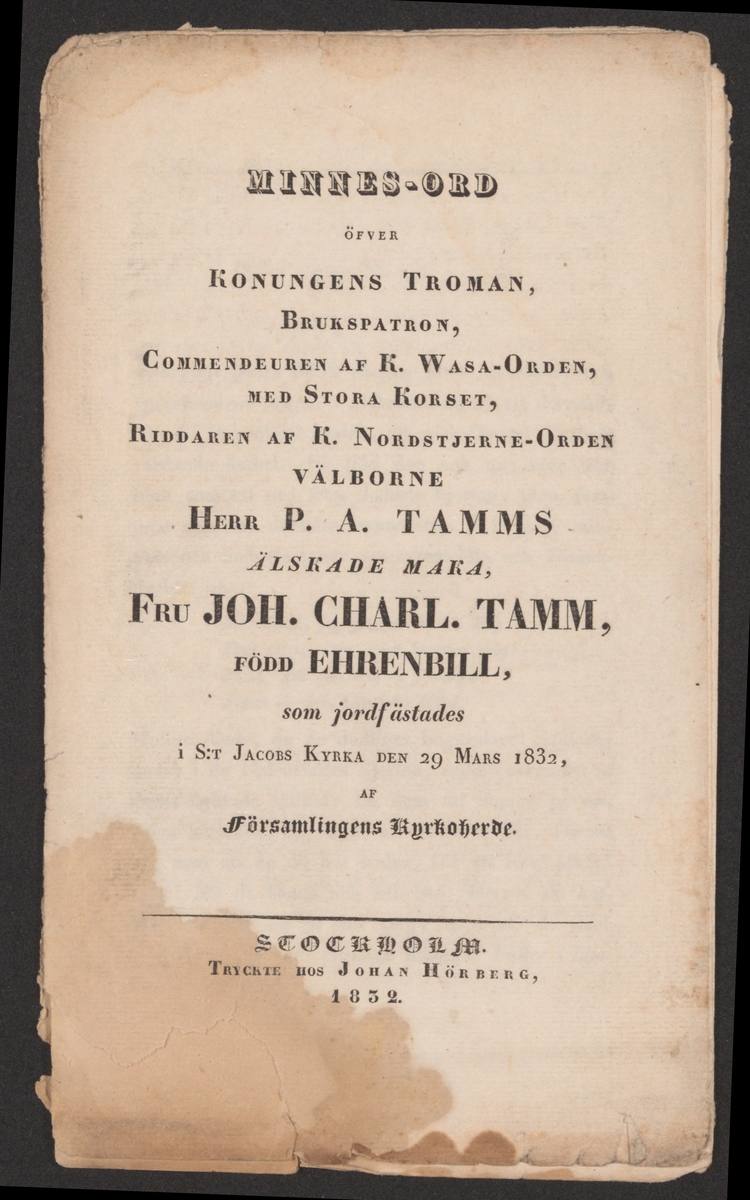 MINNES-ORD
ÖFVER
KONUNGENS TROMAN,
BRUKSPATRON,
COMMENDEUREN AF K. WASA-ORDEN,
MED STORA KORSET,
RIDDAREN AF K. NORDSTJERNE-ORDEN
VÄLBORNE
HERR P. A. TAMMS
ÄLSKADE MAKA,
FRU JOH. CHARL. TAMM,
FÖDD EHRENBILL,
som jordfästades
i S:T JACOBS KYRKA DEN 29 MARS 1832,
AF
Församlingens Kyrkoherde.
STOCKHOLM.
TRYCKTE HOS JOHAN HÖRBERG,
1832.